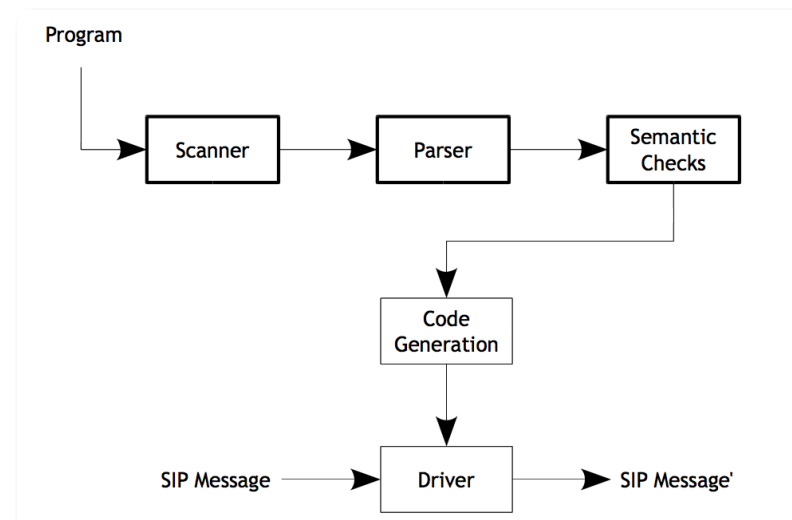 Program
Scanner
Parser
Semantic
Checks
Code
Generation
SIP Message
Driver
SIP Message'